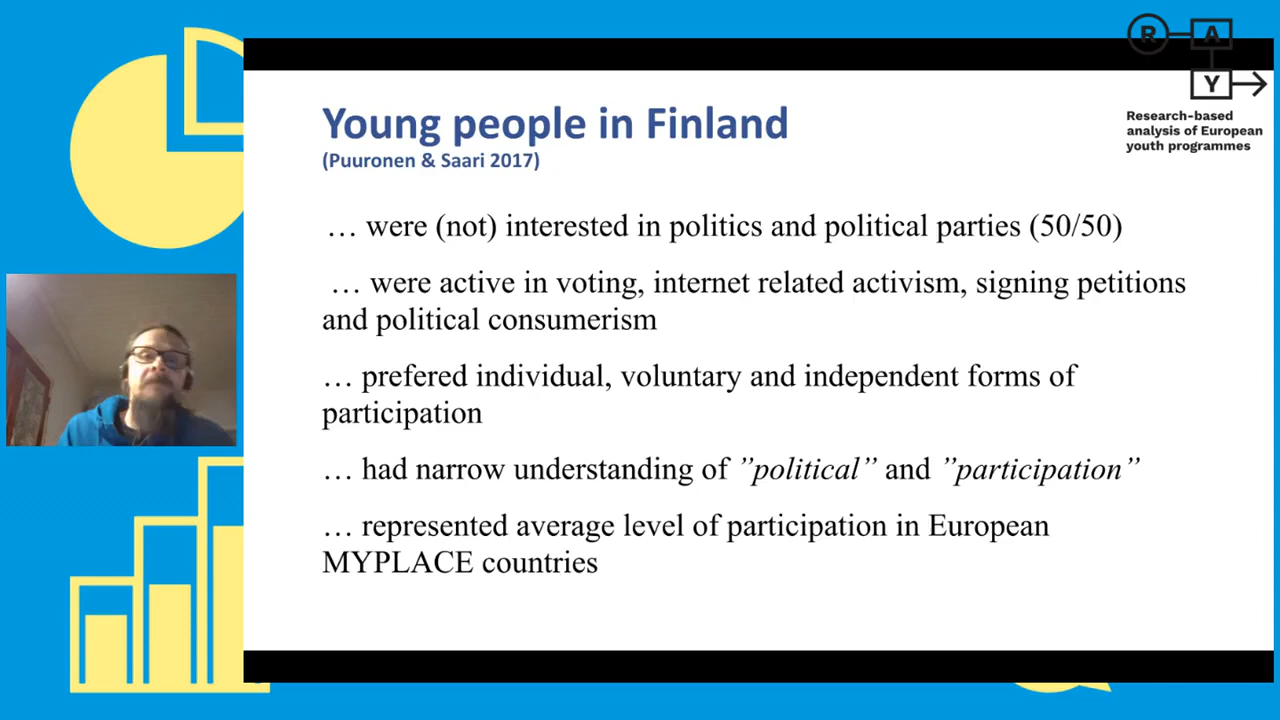 R A
Y
Research-based
analysis of European
youth programmes
Young people in Finland
(Puuronen & Saari 2017)
… were (not) interested in politics and political parties (50/50)
… were active in voting, internet related activism, signing petitions
and political consumerism
… prefered individual, voluntary and independent forms of
participation
… had narrow understanding of ”political” and ”participation”
… represented average level of participation in European
MYPLACE countries